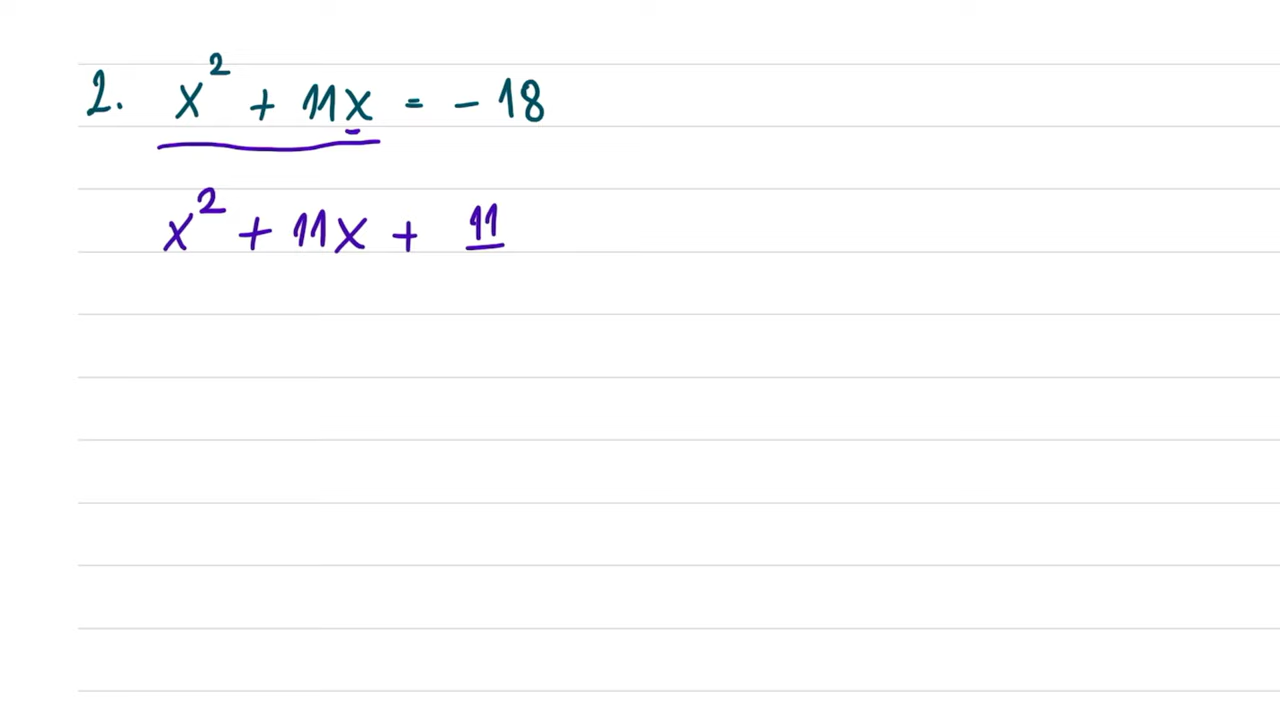 2. x² + 11x = - 18
x² + 11x + 11